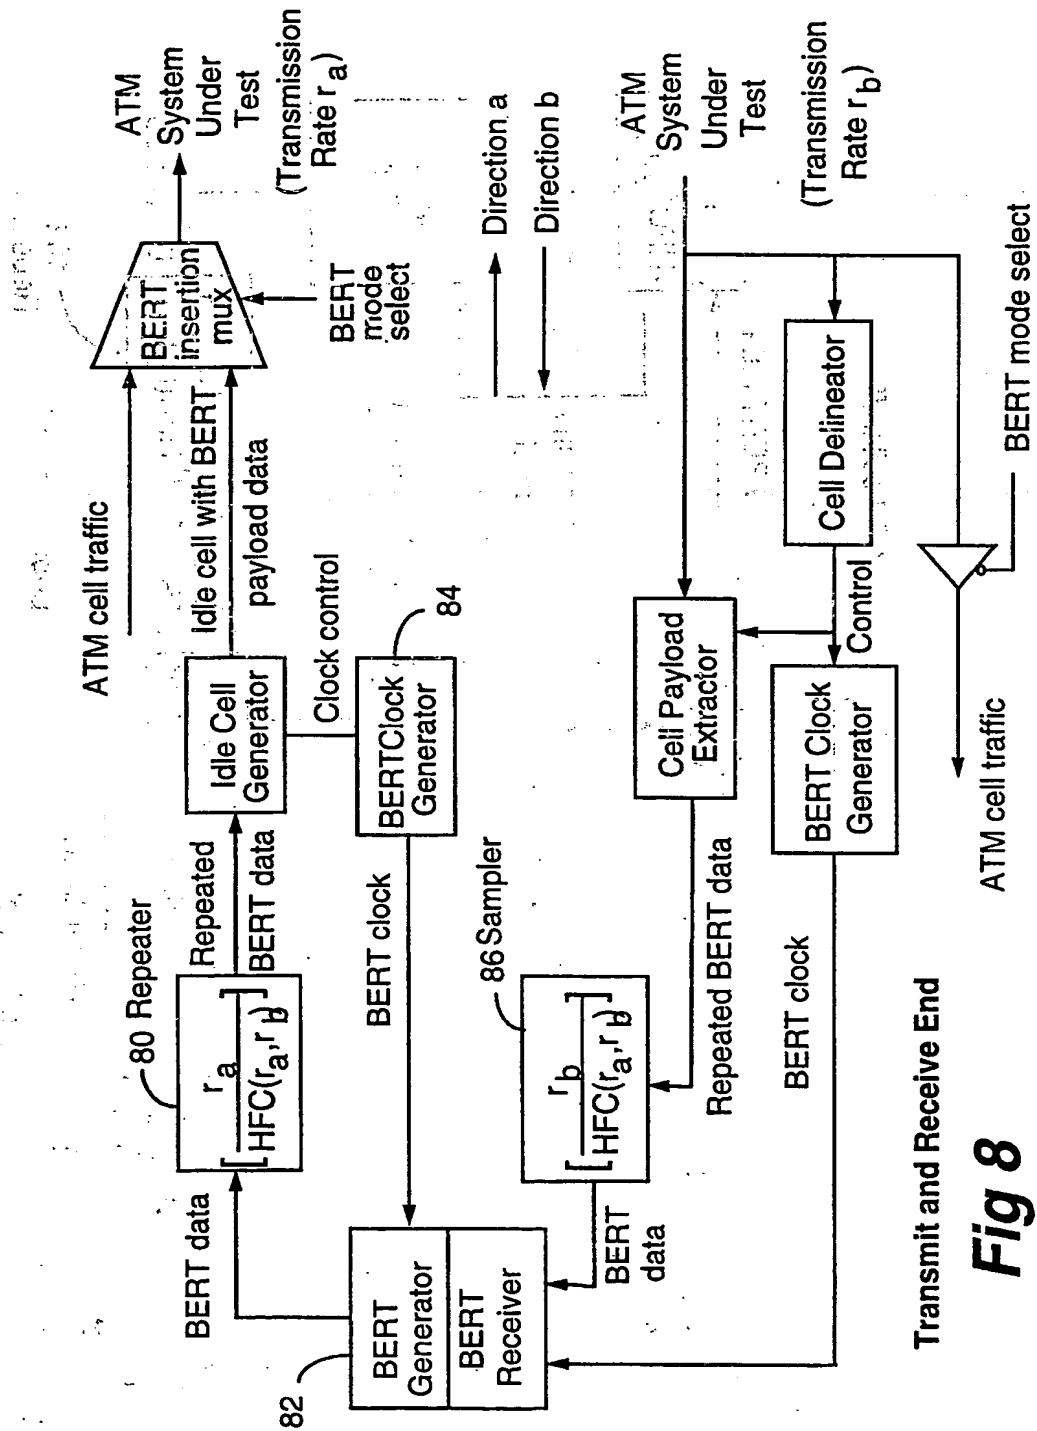 ATM cell traffic
BERT
insertion
mux
ATM
System
Under
Test
(Transmission
Rate ra)
BERT
mode
select
80 Repeater
[ra
HFC(ra,rb)]
BERT data
Repeated
BERT data
Idle Cell
Generator
Idle cell with BERT
payload data
Clock control
BERTClock
Generator
84
BERT clock
82
BERT
Generator
BERT
Receiver
Direction a
Direction b
86 Sampler
[rb
HFC(ra,rb)]
BERT
data
Repeated BERT data
Cell Payload
Extractor
ATM
System
Under
Test
(Transmission
Rate rb)
Cell Delineator
Control
BERT Clock
Generator
BERT clock
ATM cell traffic
BERT mode select
Transmit and Receive End
Fig 8